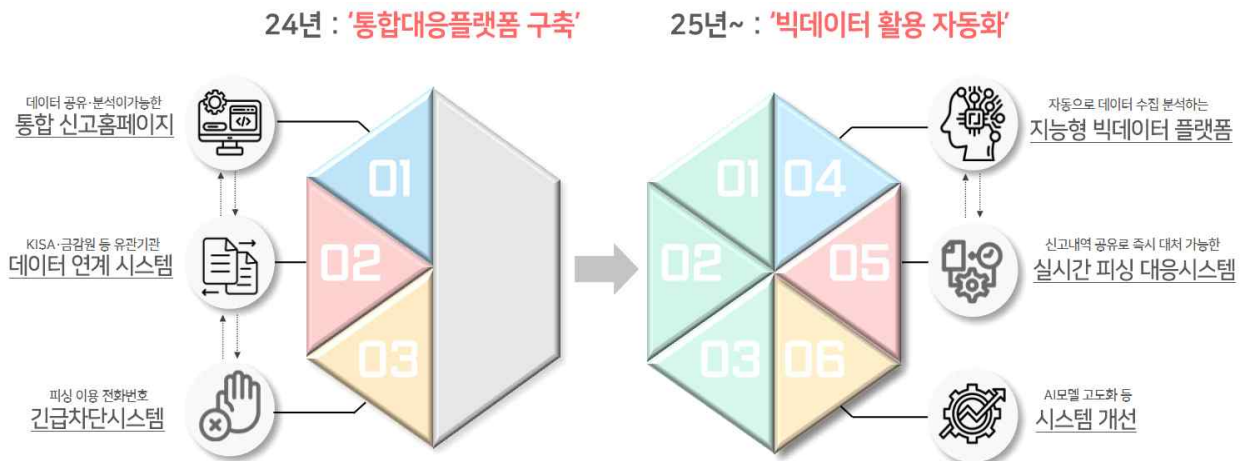 24년 : '통합대응플랫폼 구축'
25년~ : '빅데이터 활용 자동화'
데이터 공유·분석이가능한
통합 신고홈페이지
KISA·금감원 등 유관기관
데이터 연계 시스템
피싱 이용 전화번호
긴급차단시스템
01
02
03
01
04
02
05
03
06
자동으로 데이터 수집 분석하는
지능형 빅데이터 플랫폼
신고내역 공유로 즉시 대처 가능한
실시간 피싱 대응시스템
AI모델 고도화 등
시스템 개선